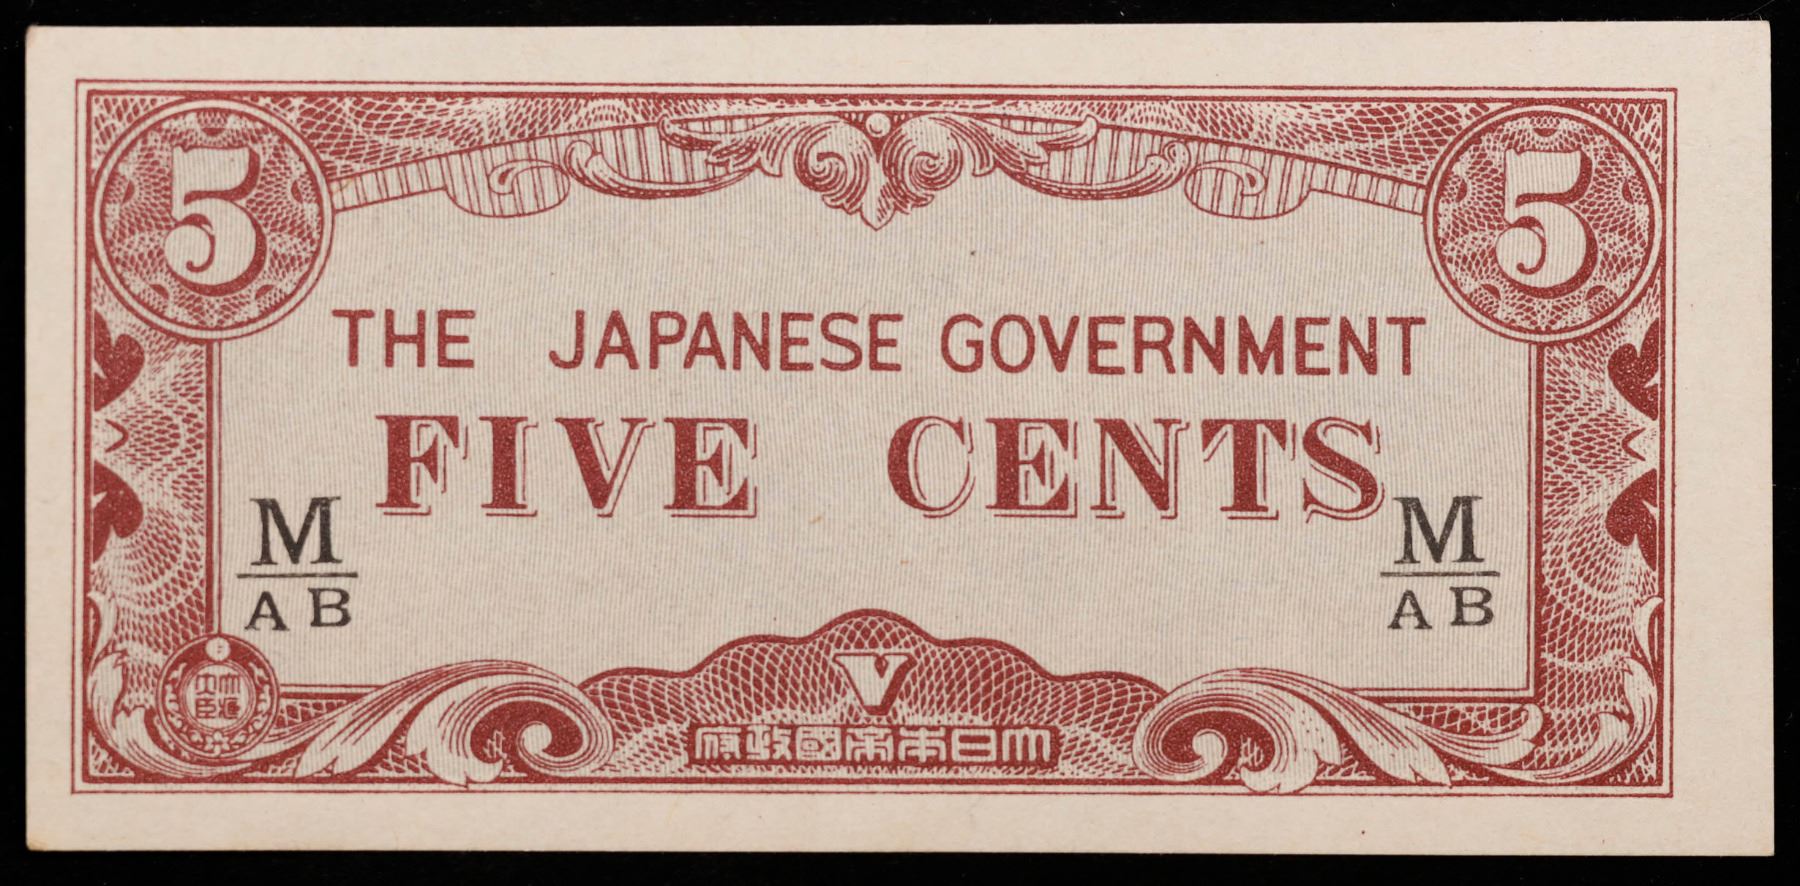 5 5
THE JAPANESE GOVERNMENT
FIVE CENTS
M M
AB AB
V
府政國帝本日大